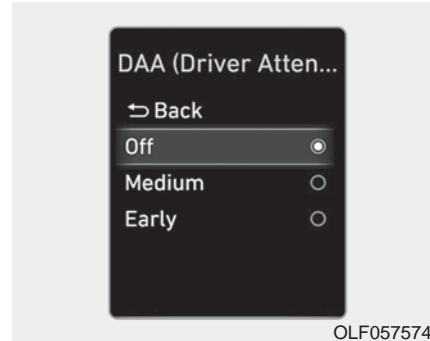 DAA (Driver Atten...
Back
Off
Medium
Early
OLF057574